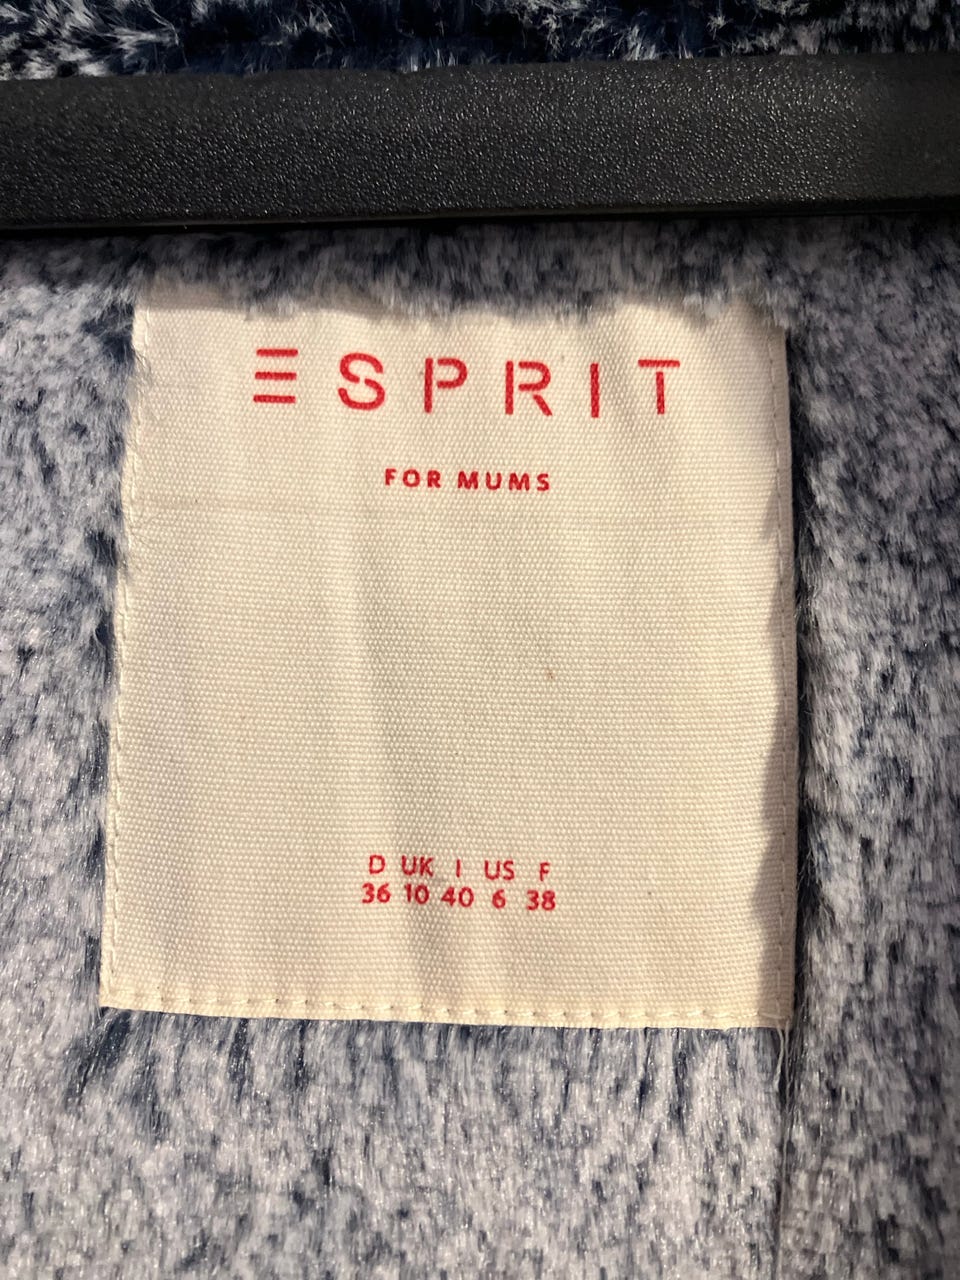 ESPRIT
FOR MUMS
D UK I US F
36 10 40 6 38